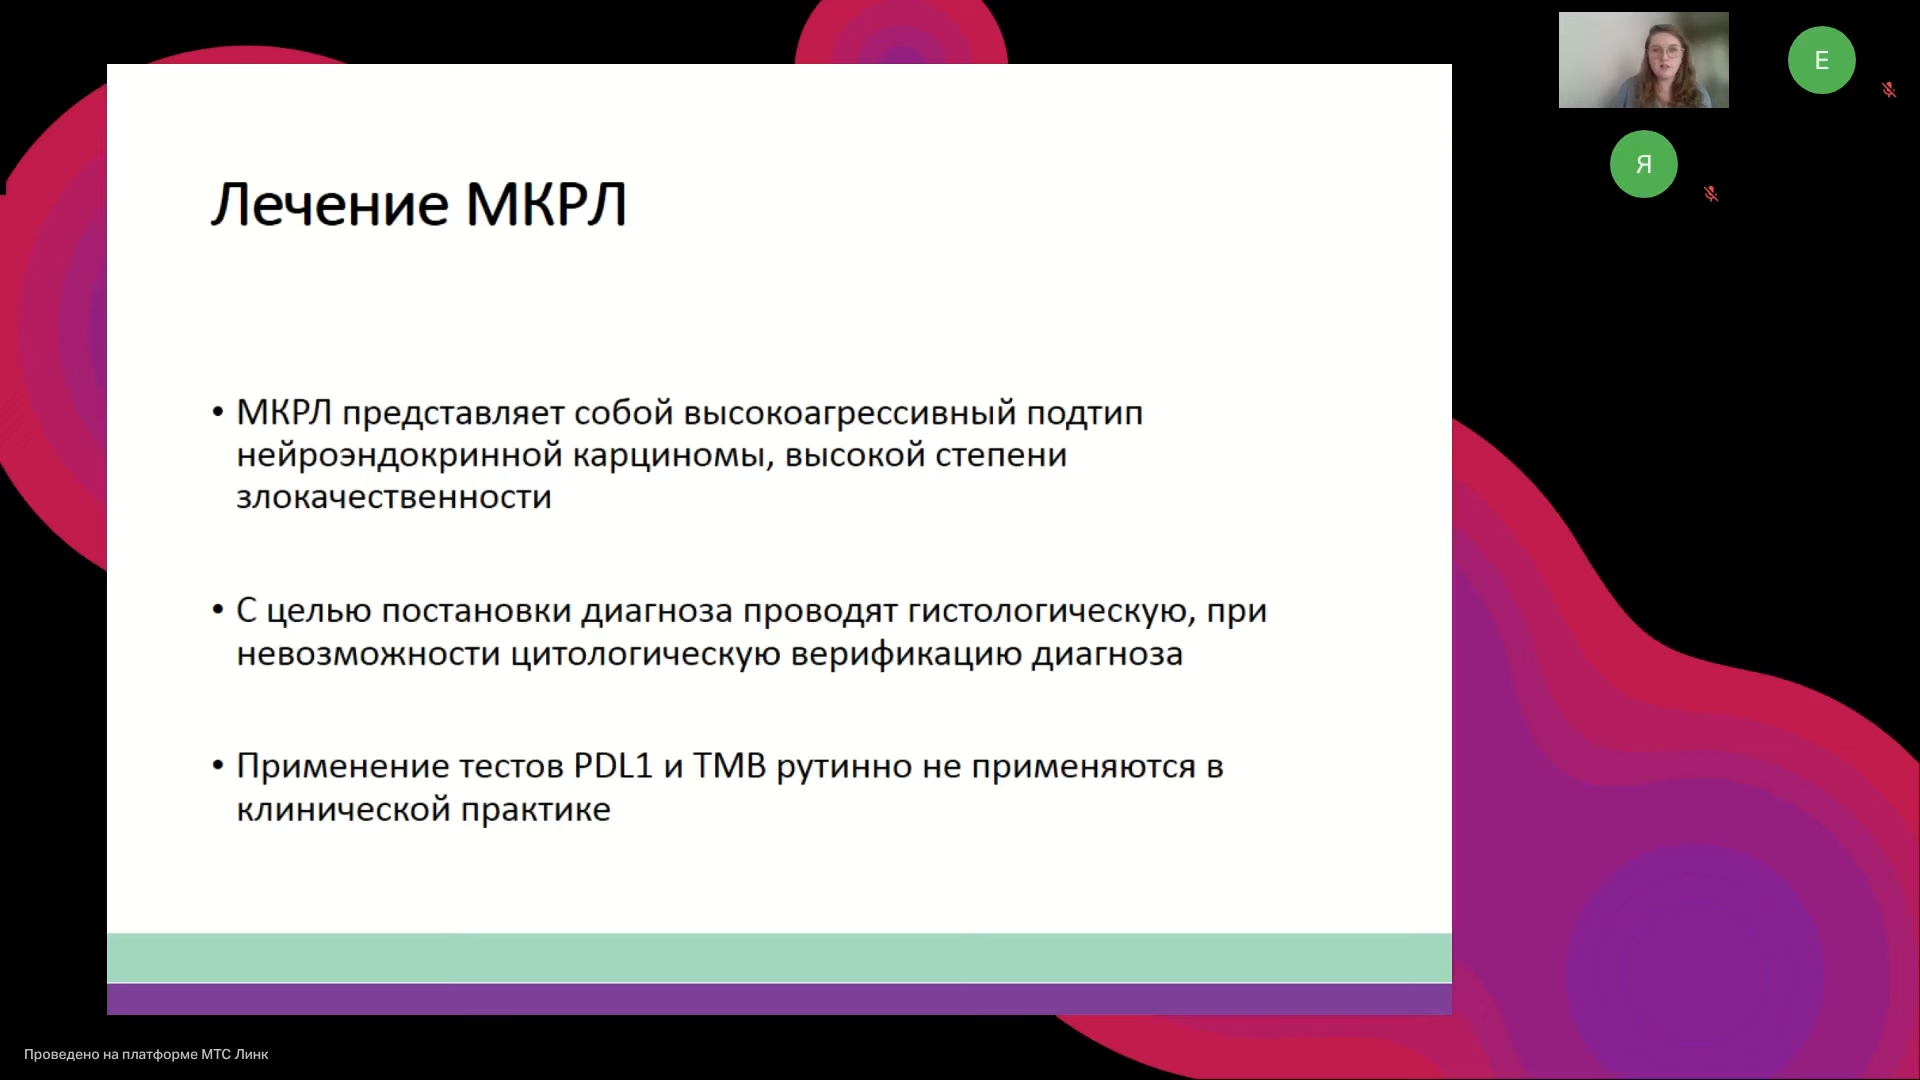 Лечение МКРЛ
• МКРЛ представляет собой высокоагрессивный подтип
нейроэндокринной карциномы, высокой степени
злокачественности
• С целью постановки диагноза проводят гистологическую, при
невозможности цитологическую верификацию диагноза
• Применение тестов PDL1 и TMB рутинно не применяются в
клинической практике
E
Я
Проведено на платформе МТС Линк